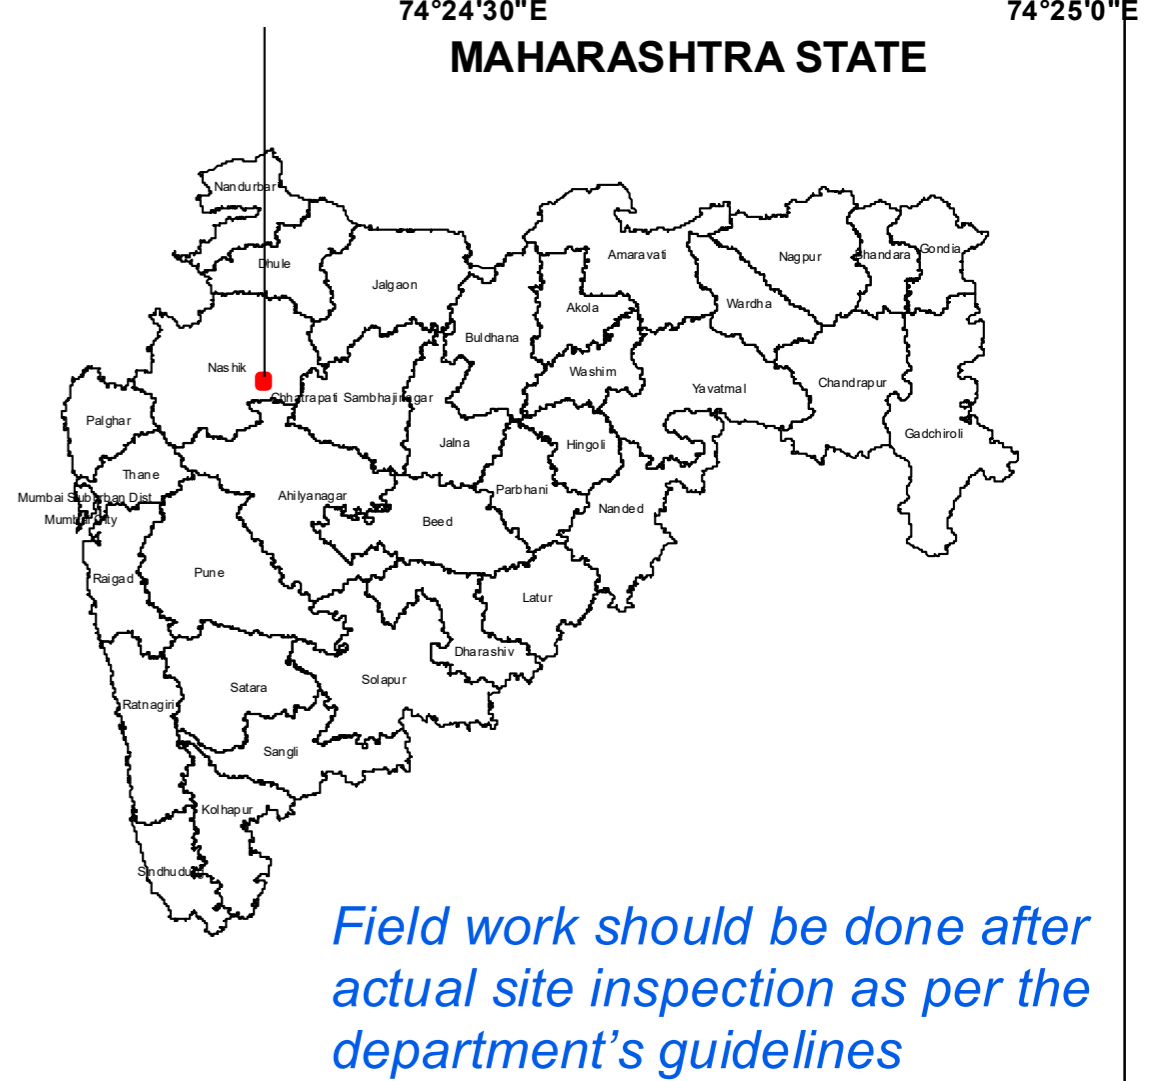 74°24'30"E 74°25'0"E
MAHARASHTRA STATE
Nandurbar
Dhule
Jalgaon
Amaravati
Nagpur
Bhandara
Gondia
Akola
Wardha
Buldhana
Nashik
Washim
Yavatmal
Chandrapur
Chhatrapati Sambhajinagar
Palghar
Jalna
Hingoli
Gadchiroli
Thane
Parbhani
Mumbai Suburban Dist
Ahilyanagar
Nanded
Mumbai City
Beed
Raigad
Pune
Latur
Dharashiv
Solapur
Satara
Ratnagiri
Sangli
Kolhapur
Sindhudurg
Field work should be done after
actual site inspection as per the
department’s guidelines